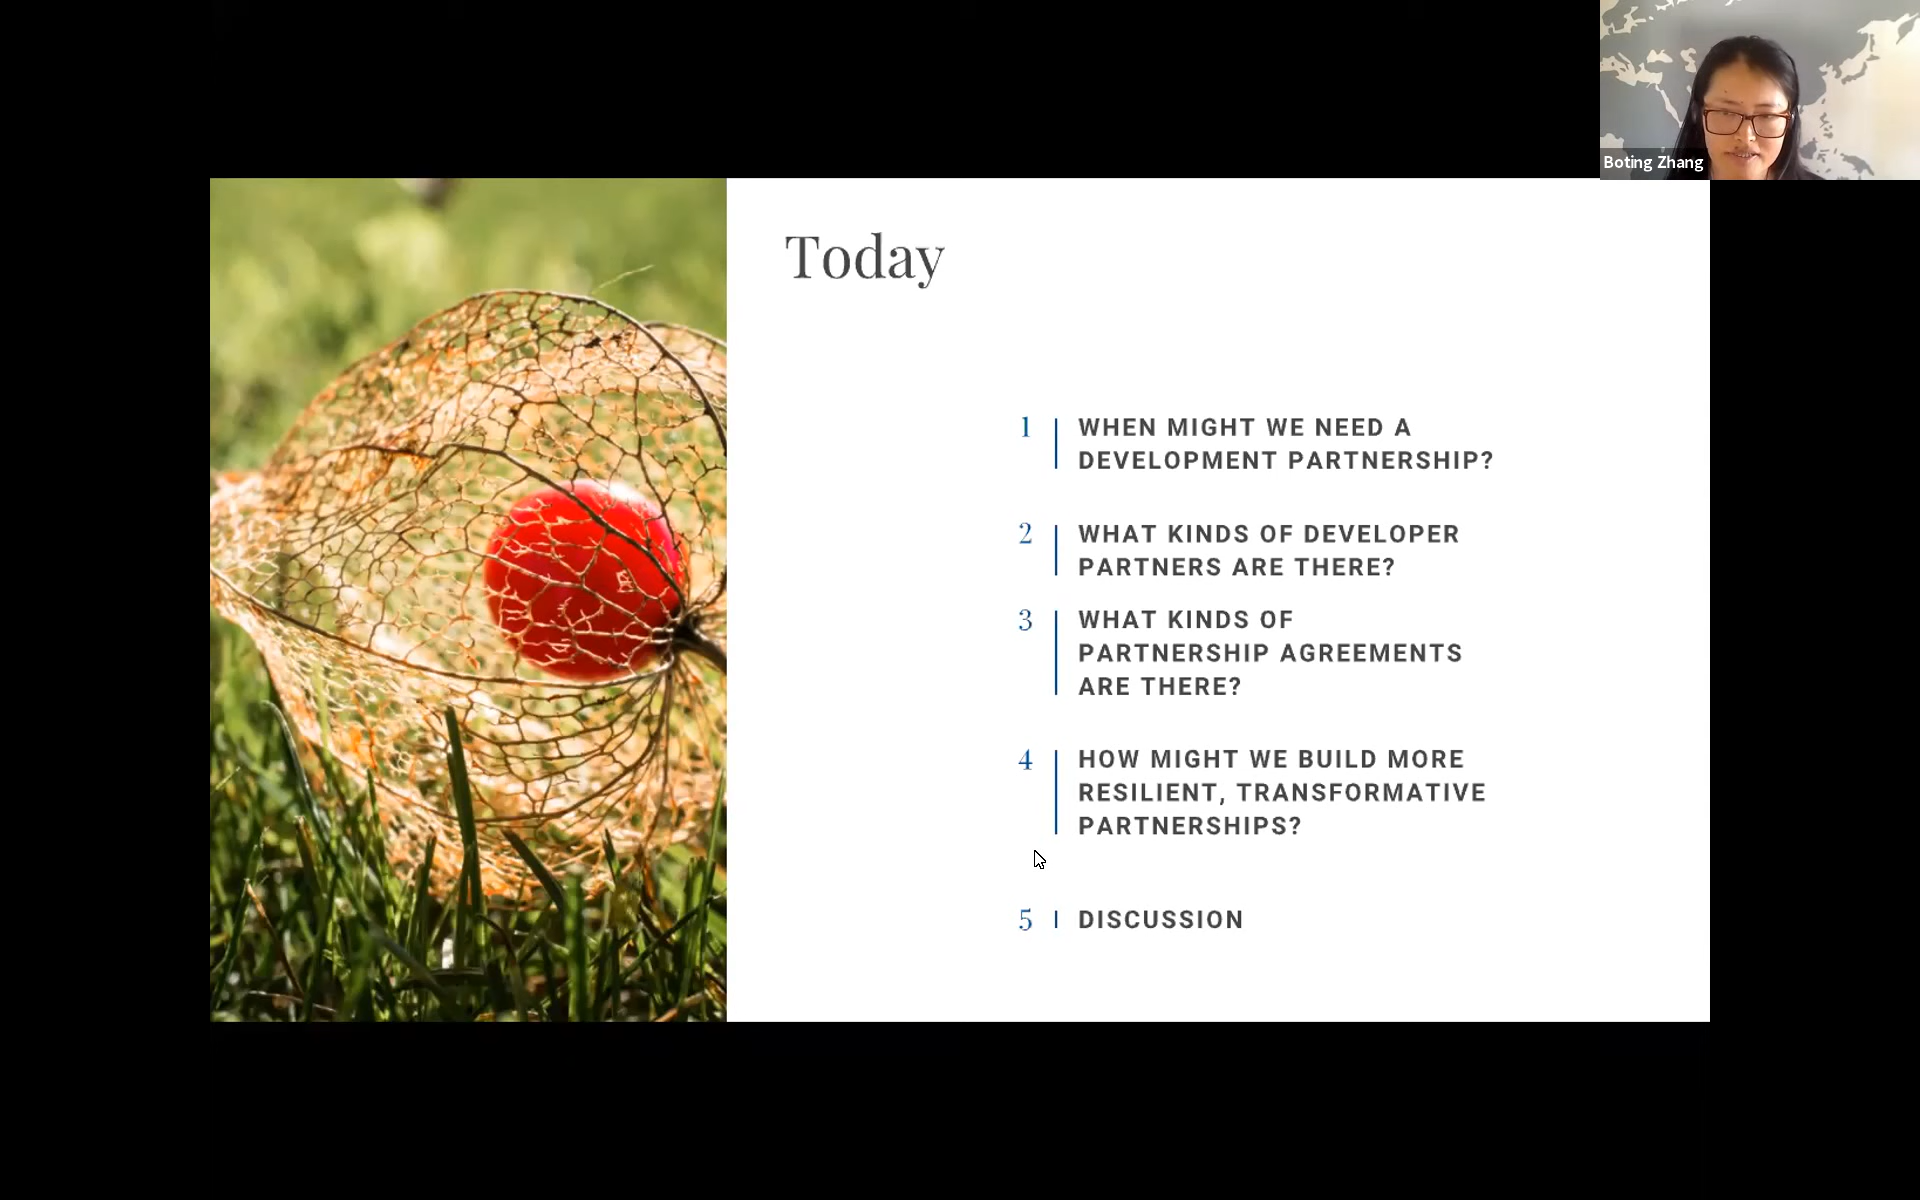 Boting Zhang
Today
1
WHEN MIGHT WE NEED A
DEVELOPMENT PARTNERSHIP?
2
WHAT KINDS OF DEVELOPER
PARTNERS ARE THERE?
3
WHAT KINDS OF
PARTNERSHIP AGREEMENTS
ARE THERE?
4
HOW MIGHT WE BUILD MORE
RESILIENT, TRANSFORMATIVE
PARTNERSHIPS?
5
DISCUSSION